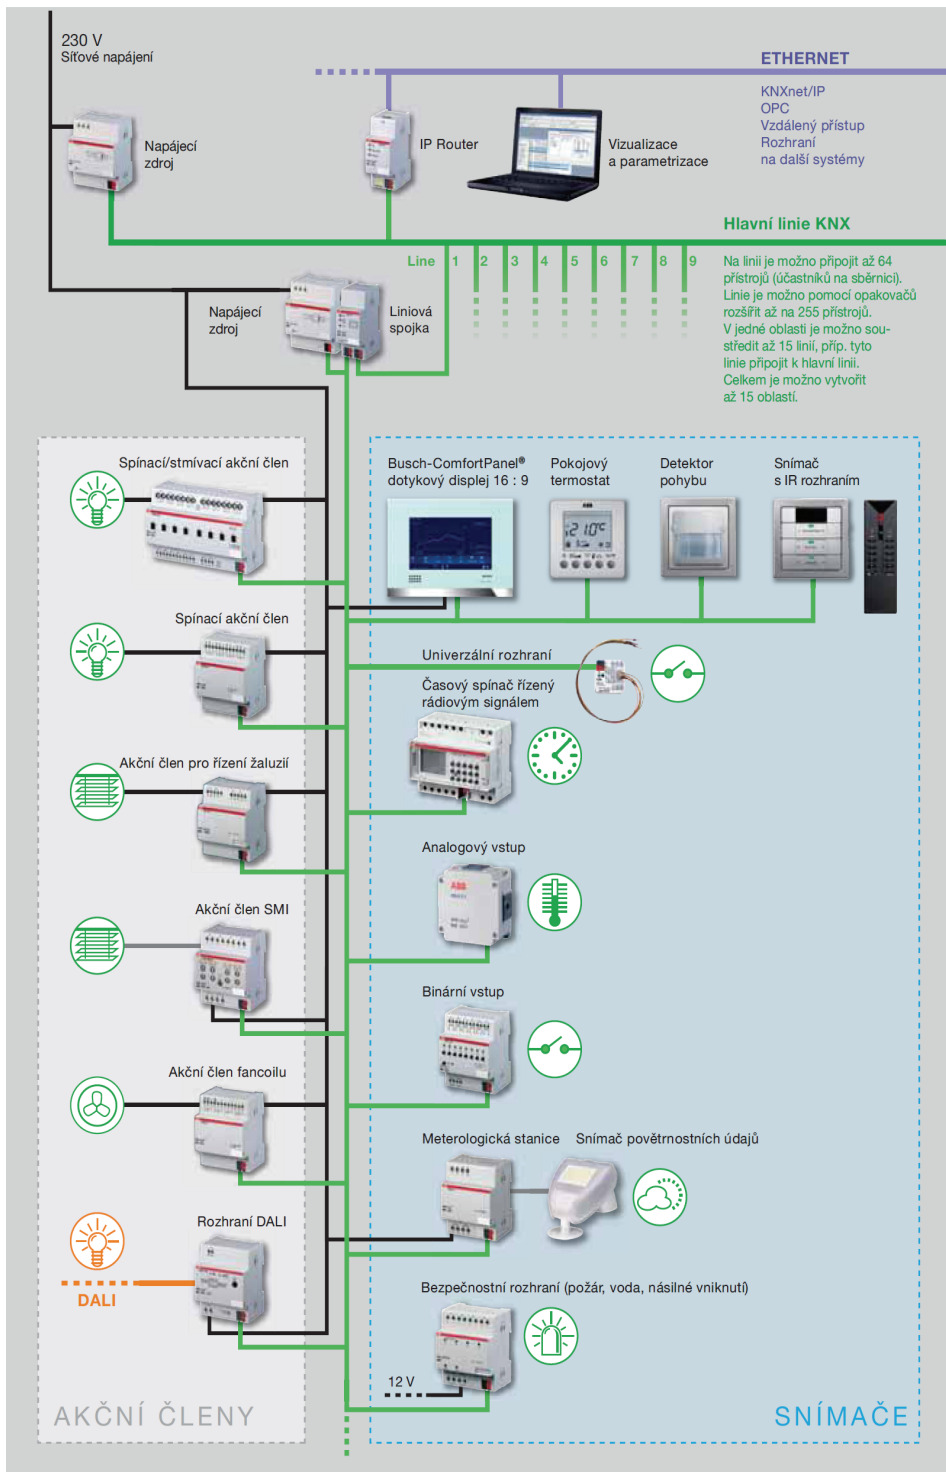 230 V
Síťové napájení
ETHERNET
KNXnet/IP
OPC
Vzdálený přístup
Rozhraní
na další systémy
Napájecí
zdroj
IP Router
Vizualizace
a parametrizace
Hlavní linie KNX
Line 1 2 3 4 5 6 7 8 9
Na linii je možno připojit až 64
přístrojů (účastníků na sběrnici).
Linie je možno pomocí opakovačů
rozšířit až na 255 přístrojů.
V jedné oblasti je možno sou-
středit až 15 linií, příp. tyto
linie připojit k hlavní linii.
Celkem je možno vytvořit
až 15 oblastí.
Napájecí
zdroj
Liniová
spojka
Spínací/stmívací akční člen
Spínací akční člen
Akční člen pro řízení žaluzií
Akční člen SMI
Akční člen fancoilu
Rozhraní DALI
DALI
AKČNÍ ČLENY
Busch-ComfortPanel®
dotykový displej 16 : 9
Pokojový
termostat
Detektor
pohybu
Snímač
s IR rozhraním
ABB
21.0°C
Univerzální rozhraní
Časový spínač řízený
rádiovým signálem
Analogový vstup
ABB
Binární vstup
Meterologická stanice
Snímač povětrnostních údajů
Bezpečnostní rozhraní (požár, voda, násilné vniknutí)
12 V
SNÍMAČE